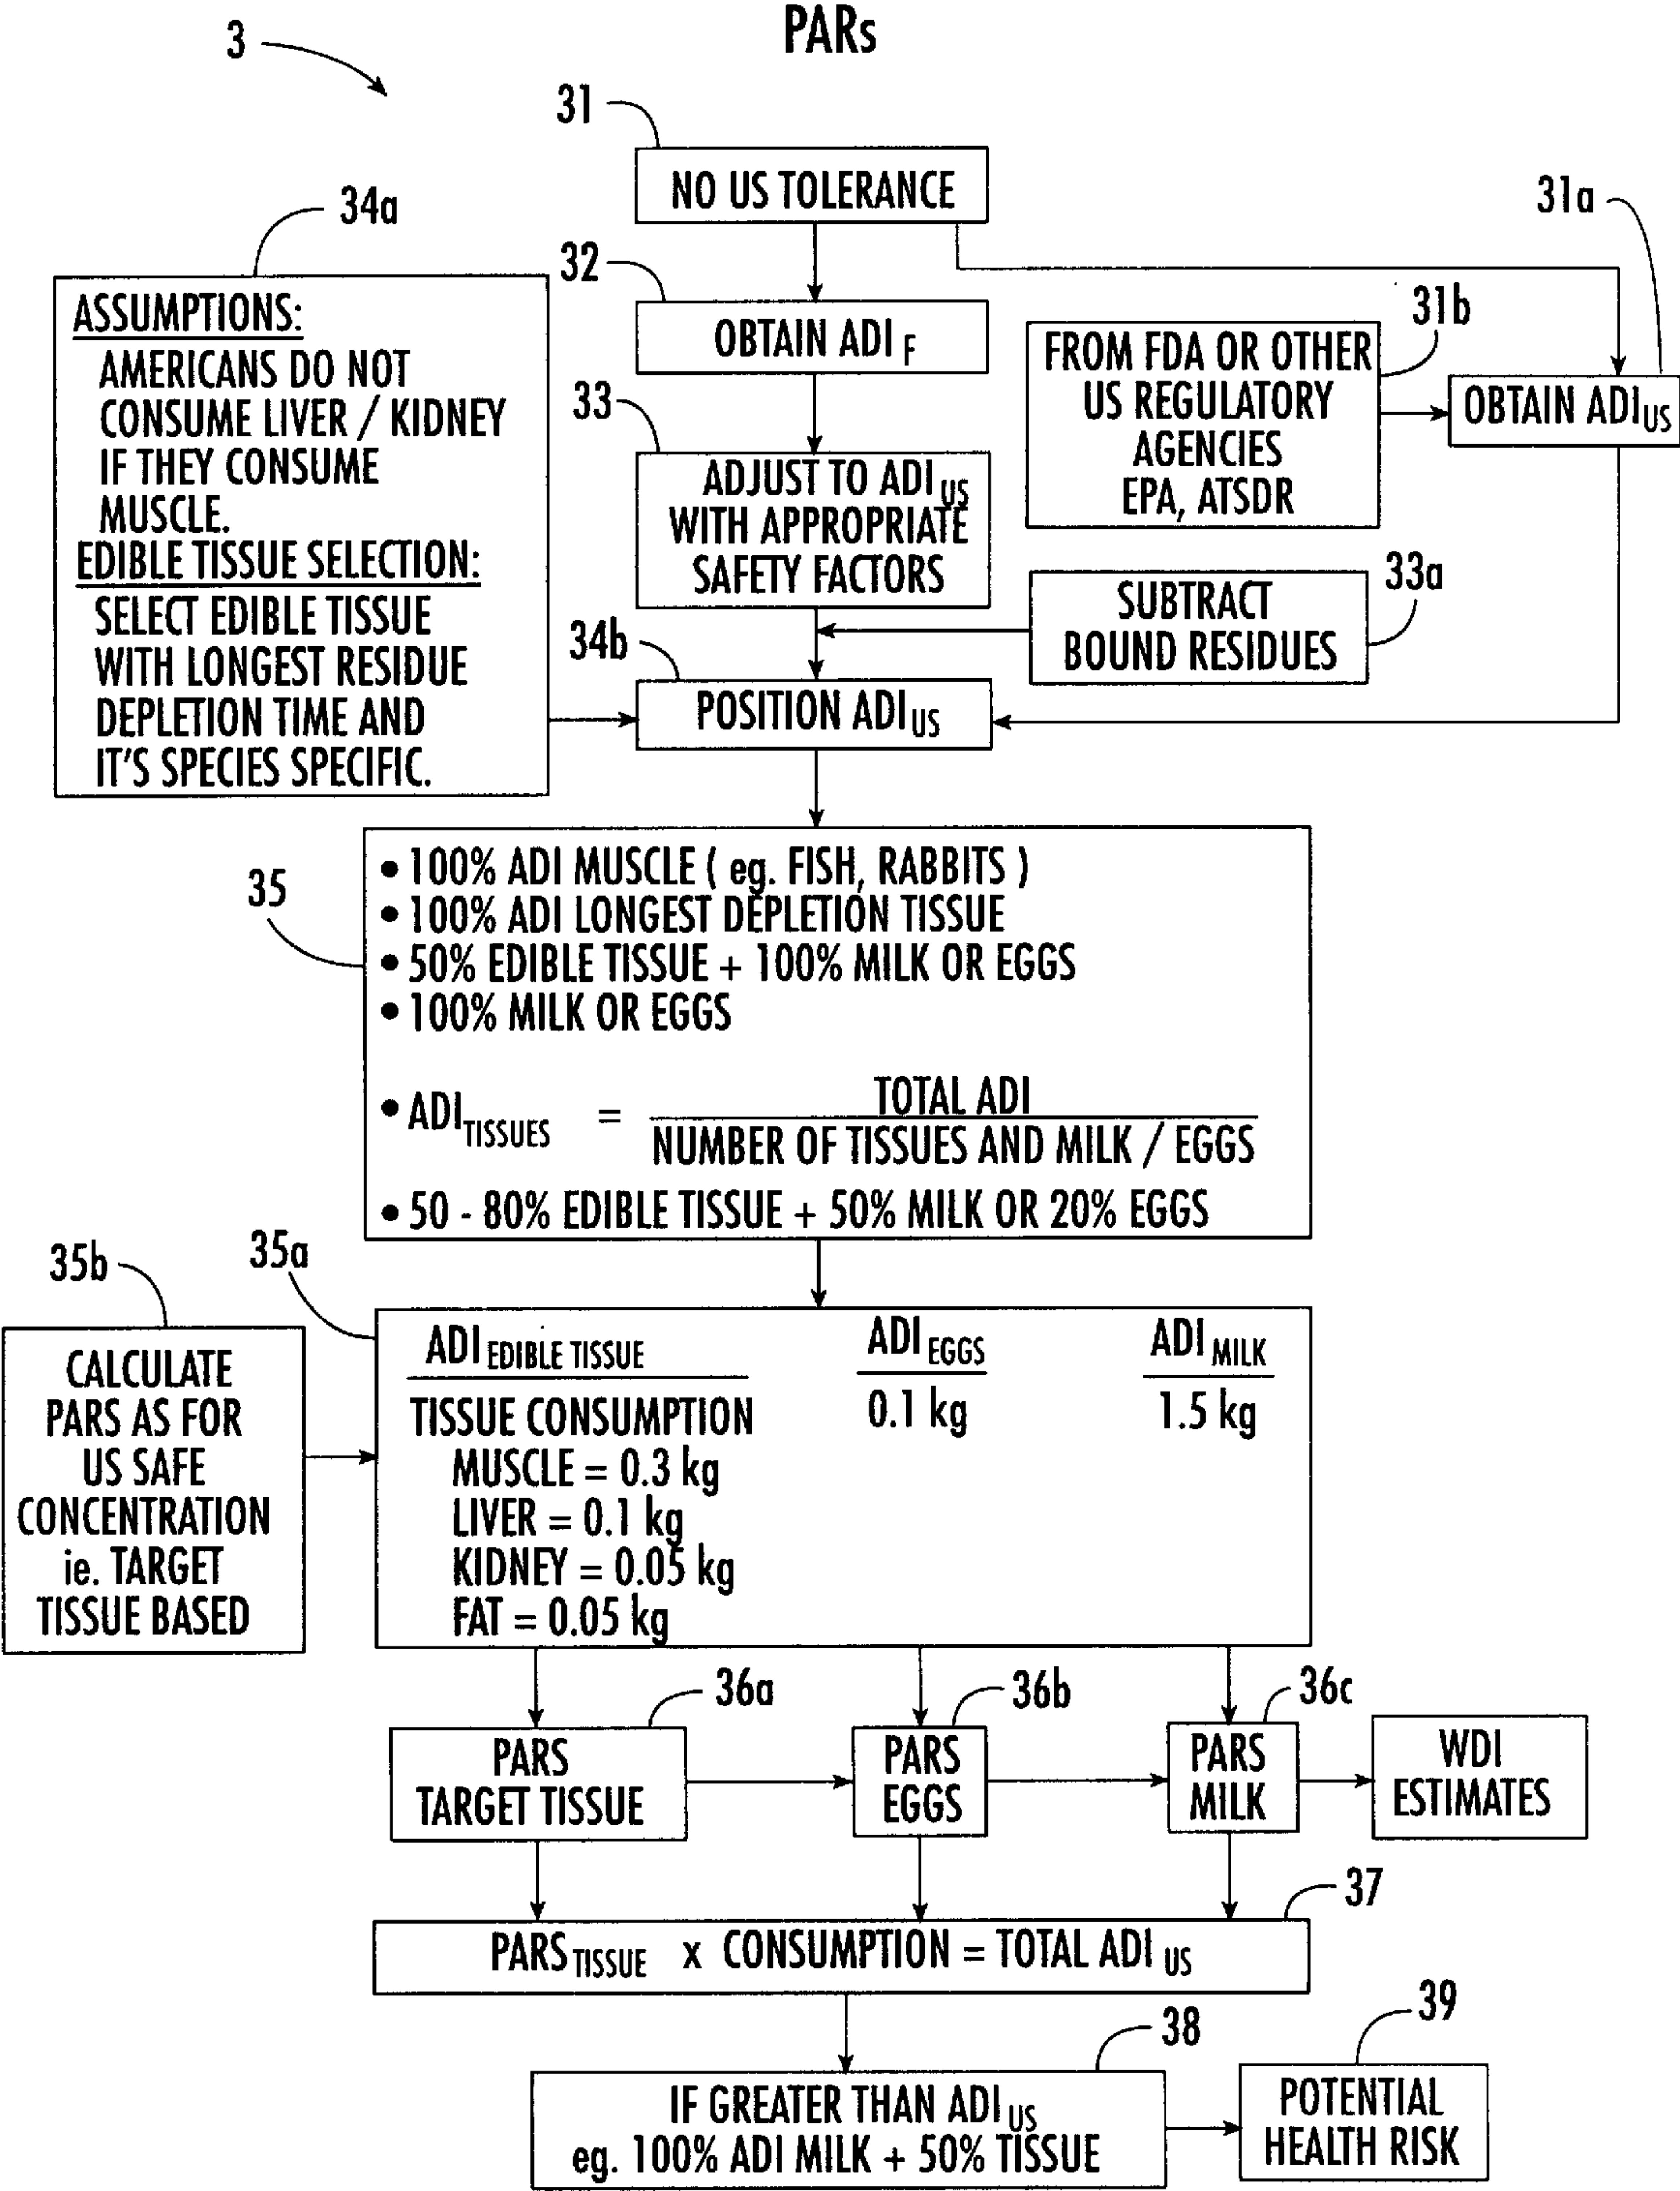 PARs
3
31
NO US TOLERANCE
31a
34a
32
OBTAIN ADI F
31b
FROM FDA OR OTHER
US REGULATORY
AGENCIES
EPA, ATSDR
OBTAIN ADI US
ASSUMPTIONS:
AMERICANS DO NOT
CONSUME LIVER / KIDNEY
IF THEY CONSUME
MUSCLE.
EDIBLE TISSUE SELECTION:
SELECT EDIBLE TISSUE
WITH LONGEST RESIDUE
DEPLETION TIME AND
IT'S SPECIES SPECIFIC.
33
ADJUST TO ADI US
WITH APPROPRIATE
SAFETY FACTORS
33a
SUBTRACT
BOUND RESIDUES
34b
POSITION ADI US
35
• 100% ADI MUSCLE ( eg. FISH, RABBITS )
• 100% ADI LONGEST DEPLETION TISSUE
• 50% EDIBLE TISSUE + 100% MILK OR EGGS
• 100% MILK OR EGGS
TOTAL ADI
• ADI TISSUES =
NUMBER OF TISSUES AND MILK / EGGS
• 50 - 80% EDIBLE TISSUE + 50% MILK OR 20% EGGS
35b
35a
CALCULATE
PARS AS FOR
US SAFE
CONCENTRATION
ie. TARGET
TISSUE BASED
ADI EDIBLE TISSUE
TISSUE CONSUMPTION
MUSCLE = 0.3 kg
LIVER = 0.1 kg
KIDNEY = 0.05 kg
FAT = 0.05 kg
ADI EGGS
0.1 kg
ADI MILK
1.5 kg
36a
36b
36c
PARS
TARGET TISSUE
PARS
EGGS
PARS
MILK
WDI
ESTIMATES
37
PARS TISSUE x CONSUMPTION = TOTAL ADI US
38
39
IF GREATER THAN ADI US
eg. 100% ADI MILK + 50% TISSUE
POTENTIAL
HEALTH RISK